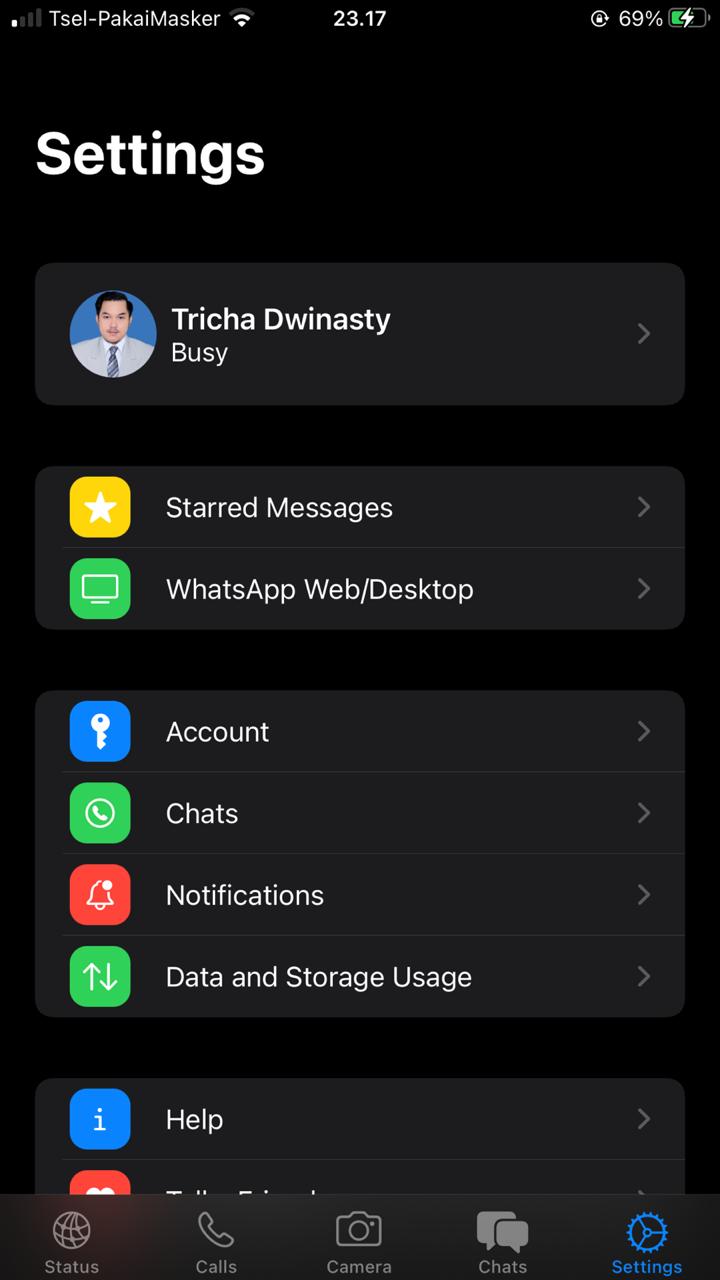 Tsel-PakaiMasker 23.17 69%
Settings
Tricha Dwinasty
Busy
Starred Messages
WhatsApp Web/Desktop
Account
Chats
Notifications
Data and Storage Usage
Help
Status Calls Camera Chats Settings